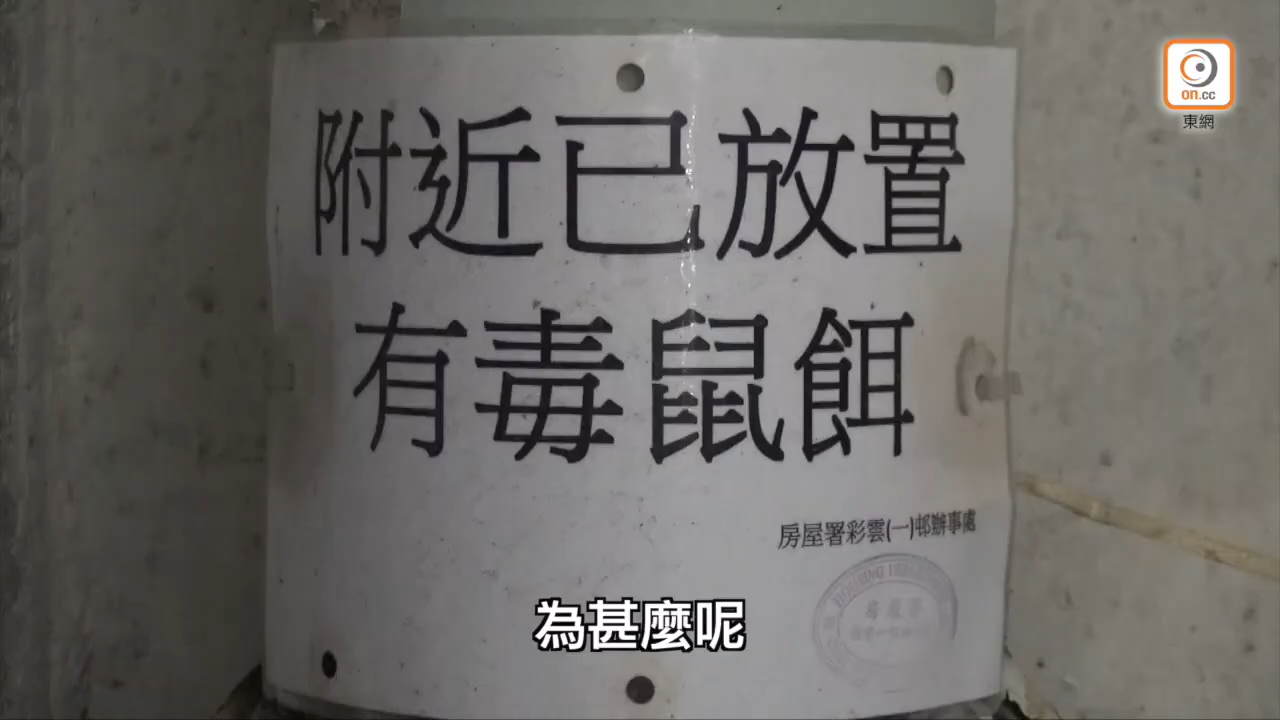 附近已放置
有毒鼠餌
房屋署彩雲(一)邨辦事處
為甚麼呢
on.cc
東網